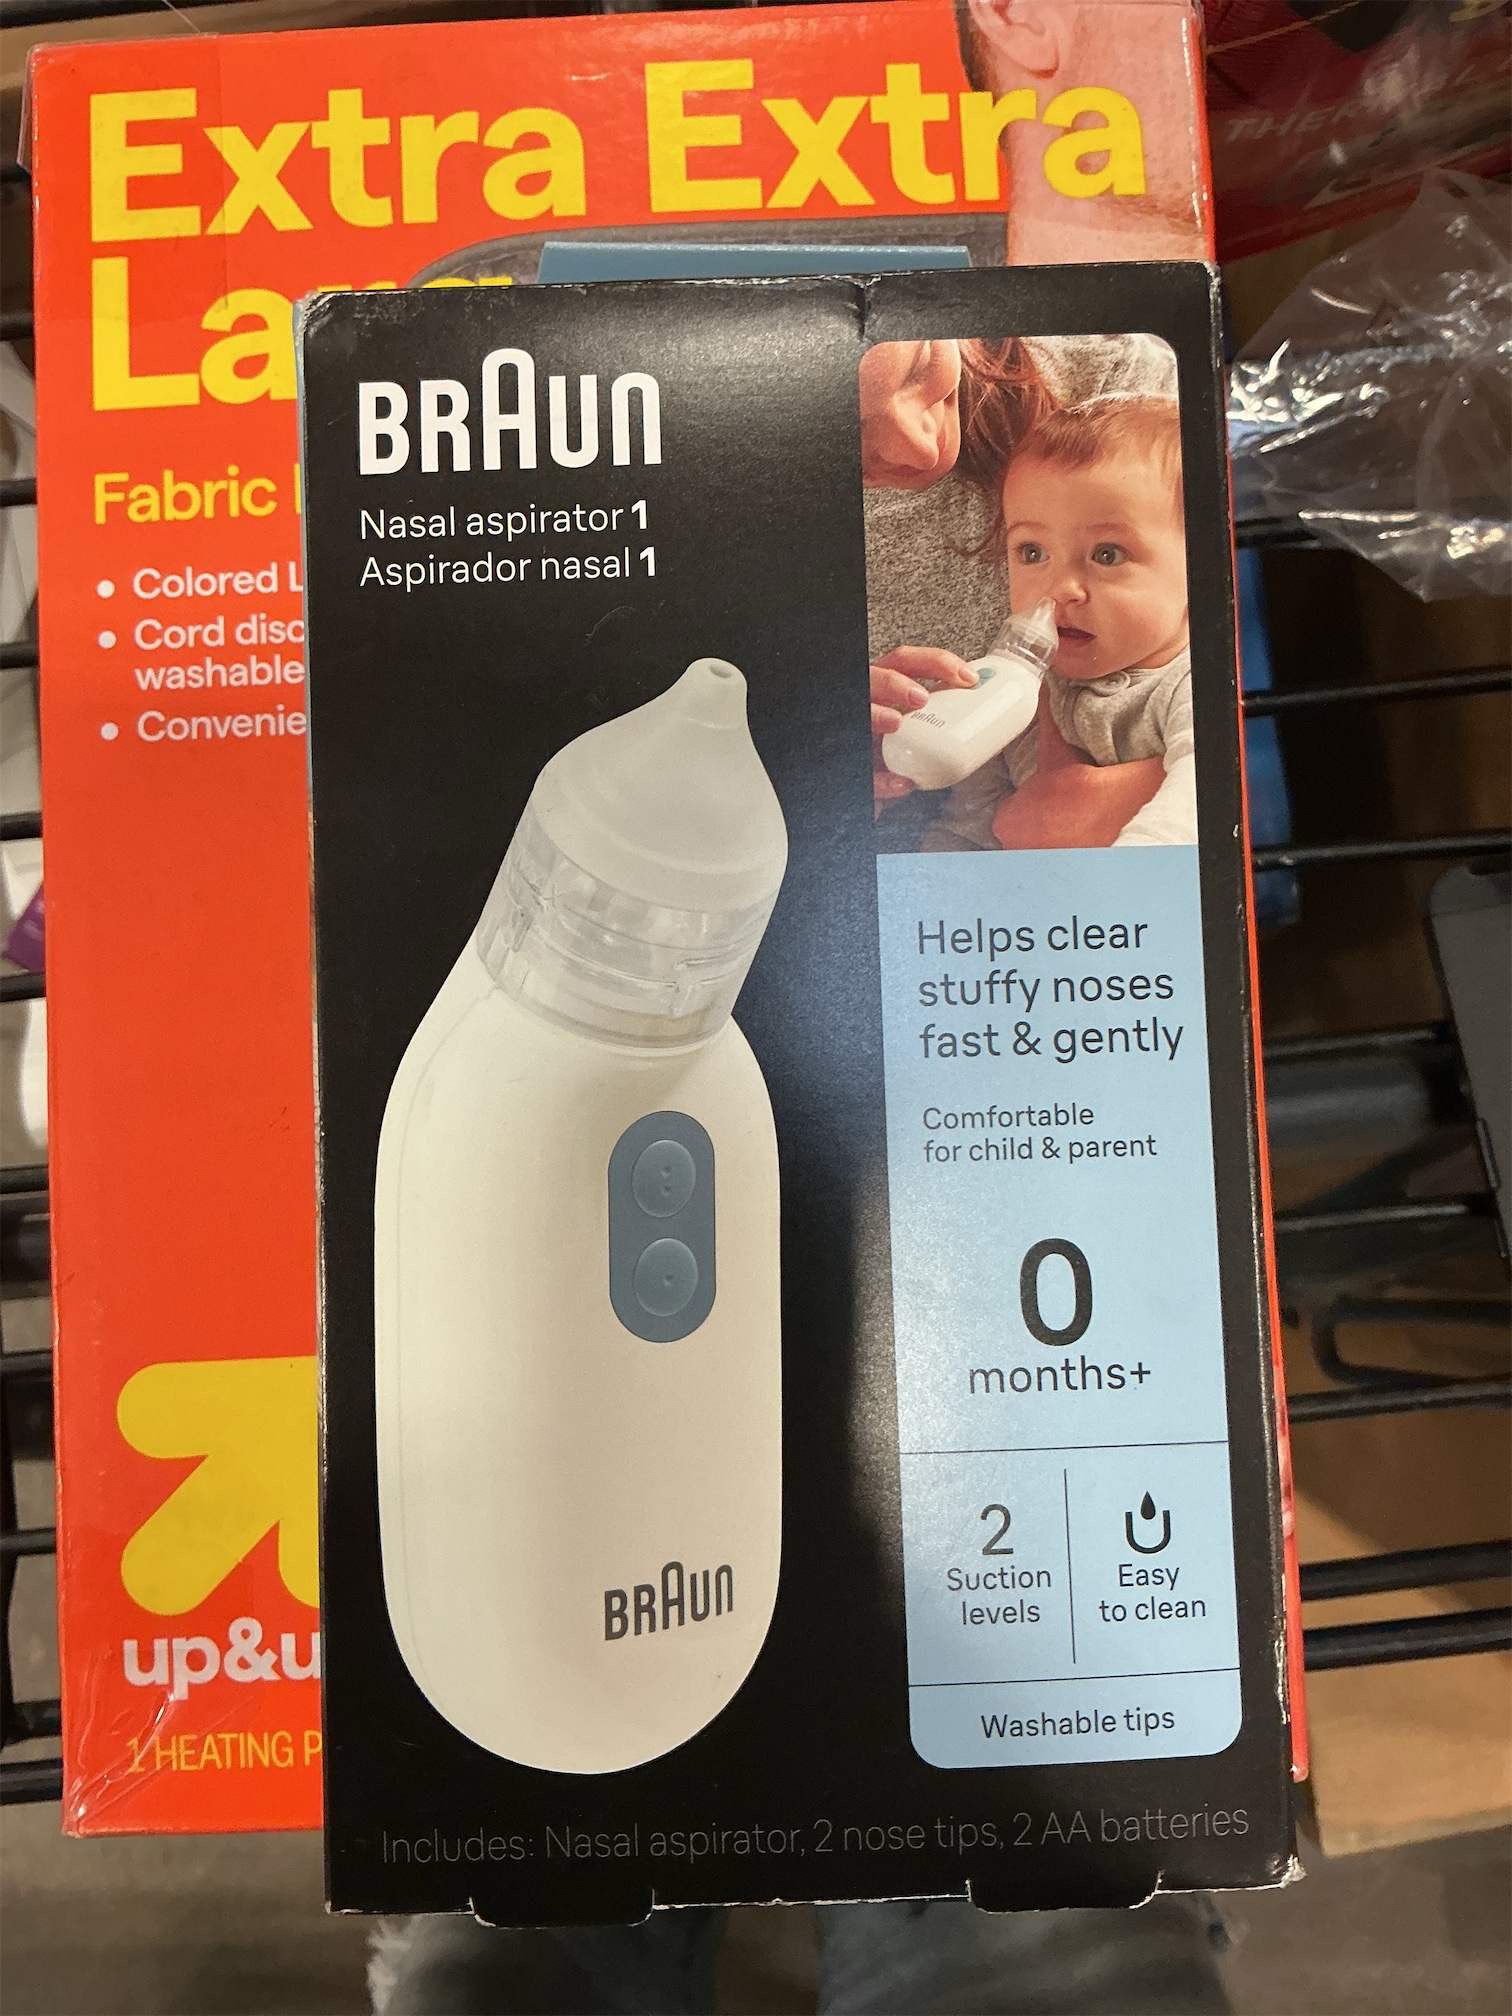 Extra Extra
Fabric
• Colored
• Cord
washable
•
up&u
1 HEATING
BRAUN
Nasal aspirator 1
Aspirador nasal 1
BRAUN
Helps clear
stuffy noses
fast & gently
Comfortable
for child & parent
0
months+
2
Suction
levels
Easy
to clean
Washable tips
BRAUN
Includes: Nasal aspirator, 2 nose tips, 2 AA batteries